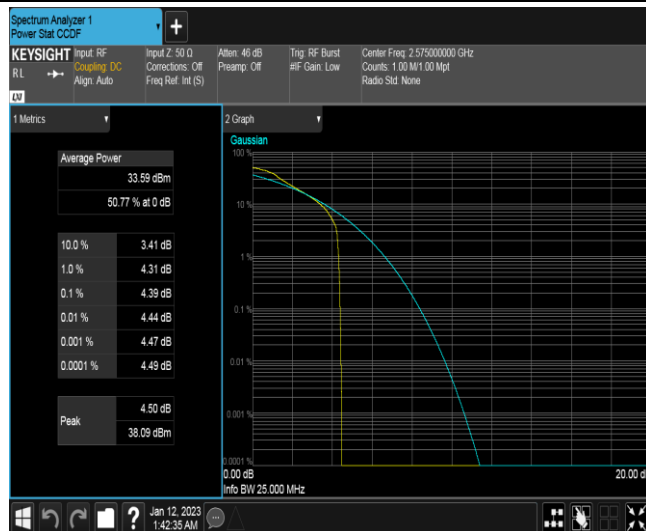 Spectrum Analyzer 1
Power Stat CCDF
+
KEYSIGHT
RL
Input: RF
Coupling: DC
Align: Auto
Input Z: 50 Ω
Corrections: Off
Freq Ref: Int (S)
Atten: 46 dB
Preamp: Off
Trig: RF Burst
#IF Gain: Low
Center Freq: 2.575000000 GHz
Counts: 1.00 M/1.00 Mpt
Radio Std: None
1 Metrics
Average Power
33.59 dBm
50.77 % at 0 dB
10.0 % 3.41 dB
1.0 % 4.31 dB
0.1 % 4.39 dB
0.01 % 4.44 dB
0.001 % 4.47 dB
0.0001 % 4.49 dB
Peak
4.50 dB
38.09 dBm
2 Graph
Gaussian
100 %
10 %
1 %
0.1 %
0.01 %
0.001 %
0.0001 %
0.00 dB
20.00 d
Info BW 25.000 MHz
?
Jan 12, 2023
1:42:35 AM